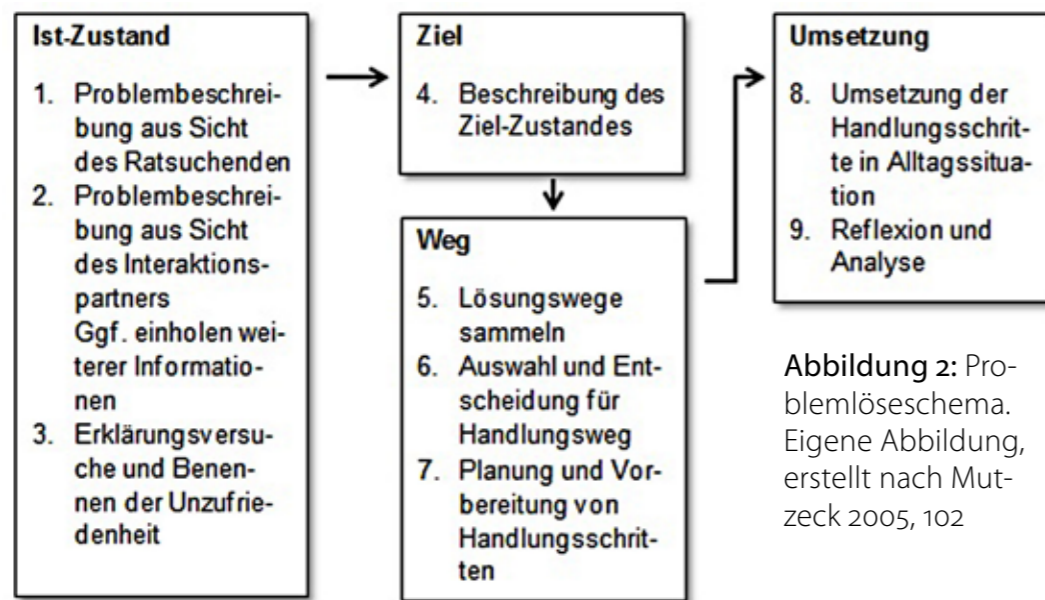 Ist-Zustand
1. Problembeschrei-
bung aus Sicht
des Ratsuchenden
2. Problembeschrei-
bung aus Sicht
des Interaktions-
partners
Ggf. einholen wei-
terer Informatio-
nen
3. Erklärungsversu-
che und Benen-
nen der Unzufrie-
denheit
Ziel
4. Beschreibung des
Ziel-Zustandes
Weg
5. Lösungswege
sammeln
6. Auswahl und Ent-
scheidung für
Handlungsweg
7. Planung und Vor-
bereitung von
Handlungsschrit-
ten
Umsetzung
8. Umsetzung der
Handlungsschrit-
te in Alltagssitua-
tion
9. Reflexion und
Analyse
Abbildung 2: Pro-
blemlöseschema.
Eigene Abbildung,
erstellt nach Mut-
zeck 2005, 102